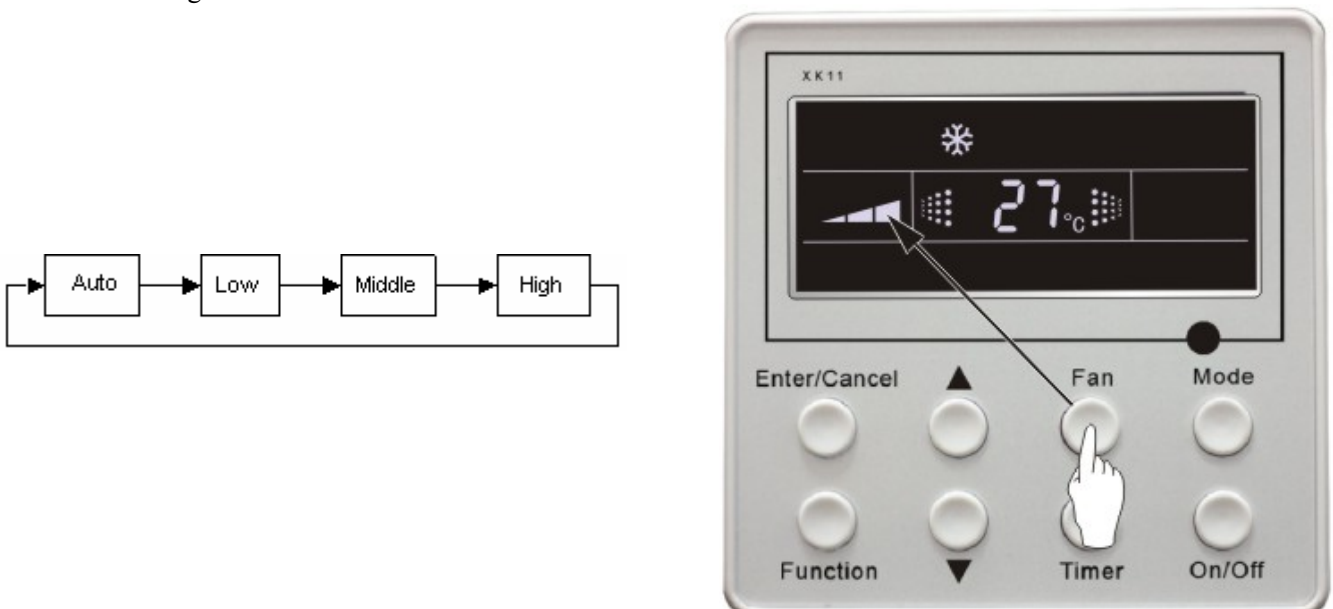 XK11
27°C
Auto Low Middle High
Enter/Cancel ▲ Fan Mode
Function ▼ Timer On/Off